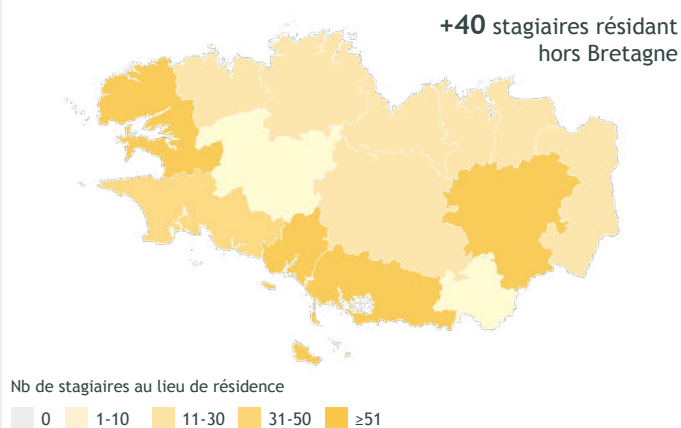 +40 stagiaires résidant
hors Bretagne
Nb de stagiaires au lieu de résidence
0 1-10 11-30 31-50 ≥51